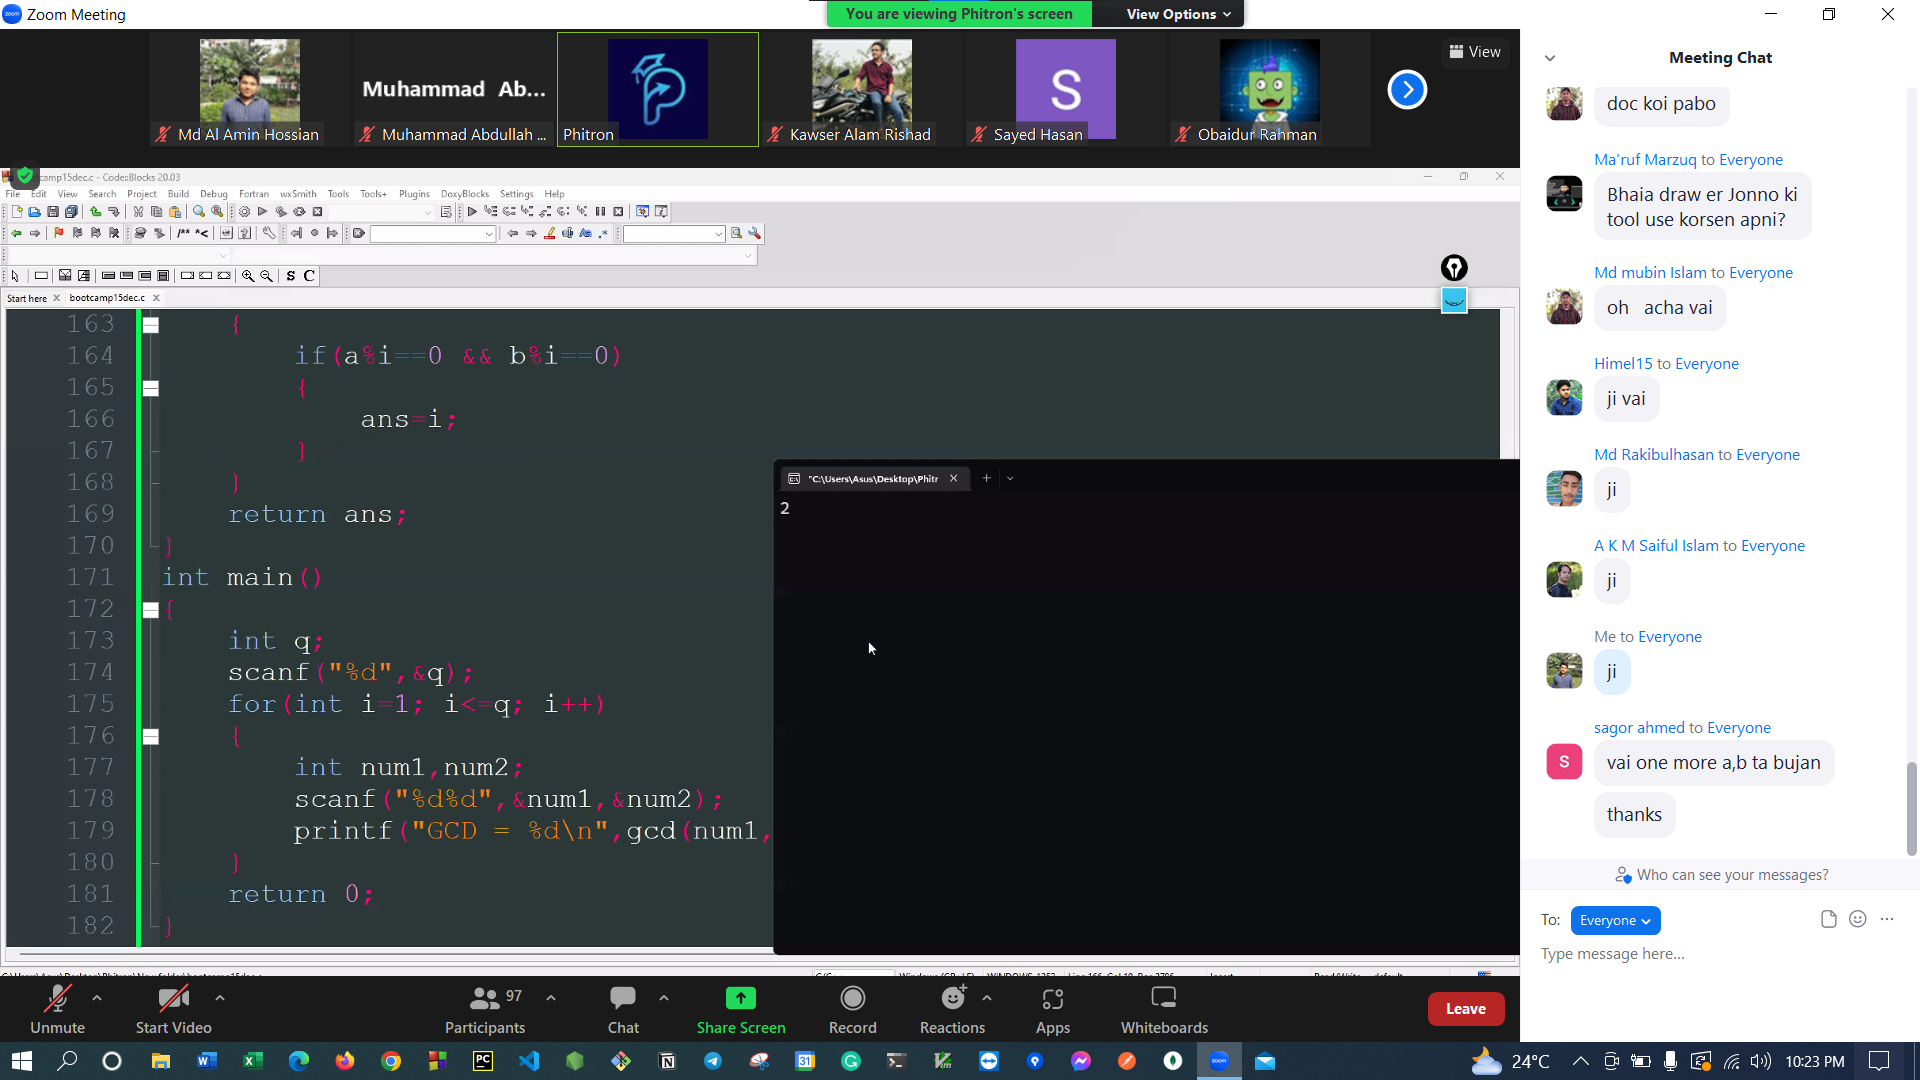 Zoom Meeting
You are viewing Phitron's screen
View Options
Muhammad Ab...
S
View
Md Al Amin Hossian
Muhammad Abdullah ...
Phitron
Kawser Alam Rishad
Sayed Hasan
Obaidur Rahman
camp15dec.c - Code::Blocks 20.03
File Edit View Search Project Build Debug Fortran wxSmith Tools Tools+ Plugins DoxyBlocks Settings Help
Start here
bootcamp15dec.c
163 {
164 if(a%i==0 && b%i==0)
165 {
166 ans=i;
167 }
168 }
169 return ans;
170 }
171 int main()
172 {
173 int q;
174 scanf("%d",&q);
175 for(int i=1; i<=q; i++)
176 {
177 int num1,num2;
178 scanf("%d%d",&num1,&num2);
179 printf("GCD = %d\n",gcd(num1,
180 }
181 return 0;
182 }
"C:\Users\Asus\Desktop\Phitr
2
Meeting Chat
doc koi pabo
Ma'ruf Marzuq to Everyone
Bhaia draw er Jonno ki
tool use korsen apni?
Md mubin Islam to Everyone
oh acha vai
Himel15 to Everyone
ji vai
Md Rakibulhasan to Everyone
ji
A K M Saiful Islam to Everyone
ji
Me to Everyone
ji
sagor ahmed to Everyone
S
vai one more a,b ta bujan
thanks
Who can see your messages?
To: Everyone
Type message here...
Unmute
Start Video
97
Participants
Chat
Share Screen
Record
Reactions
Apps
Whiteboards
Leave
24°C
10:23 PM